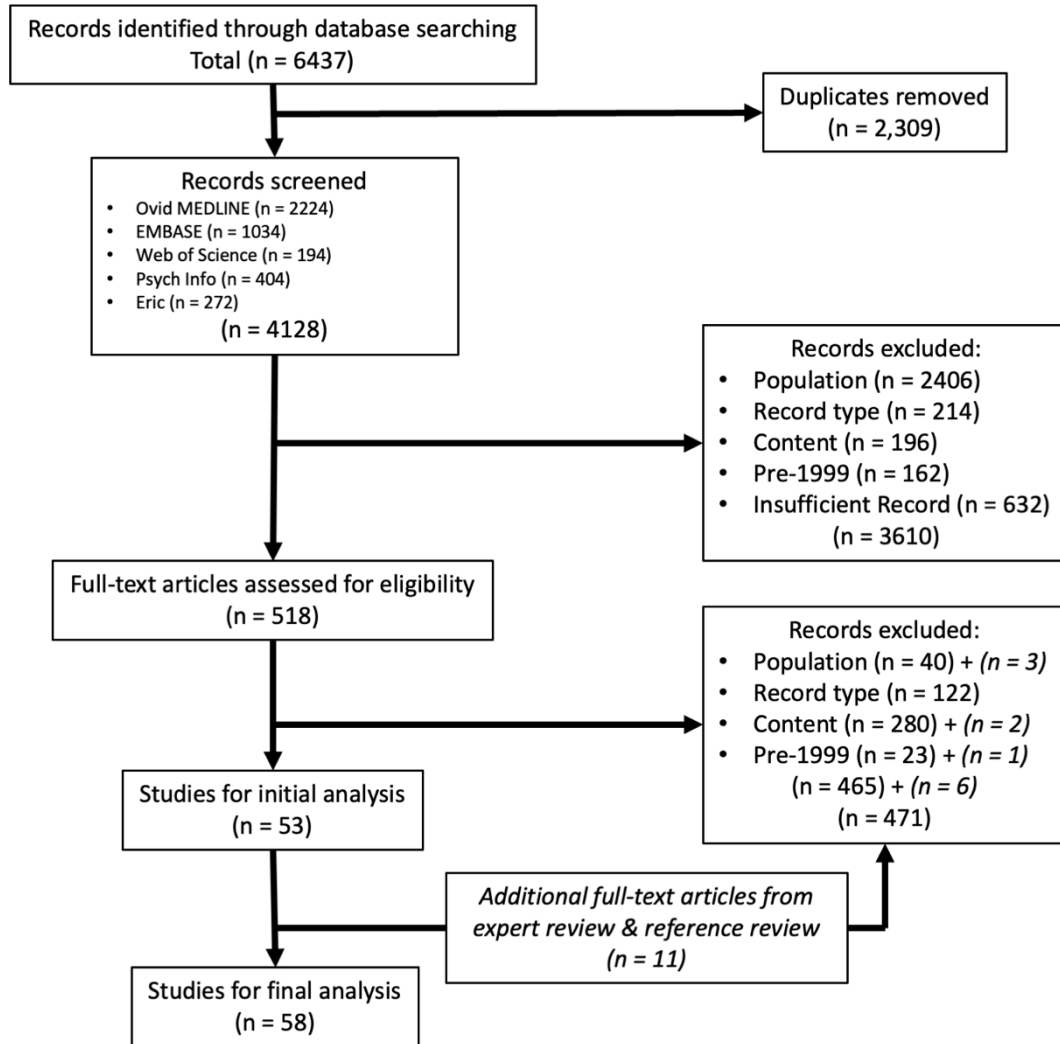 Records identified through database searching
Total (n = 6437)
Duplicates removed
(n = 2,309)
Records screened
• Ovid MEDLINE (n = 2224)
• EMBASE (n = 1034)
• Web of Science (n = 194)
• Psych Info (n = 404)
• Eric (n = 272)
(n = 4128)
Records excluded:
• Population (n = 2406)
• Record type (n = 214)
• Content (n = 196)
• Pre-1999 (n = 162)
• Insufficient Record (n = 632)
(n = 3610)
Full-text articles assessed for eligibility
(n = 518)
Records excluded:
• Population (n = 40) + (n = 3)
• Record type (n = 122)
• Content (n = 280) + (n = 2)
• Pre-1999 (n = 23) + (n = 1)
(n = 465) + (n = 6)
(n = 471)
Studies for initial analysis
(n = 53)
Additional full-text articles from
expert review & reference review
(n = 11)
Studies for final analysis
(n = 58)